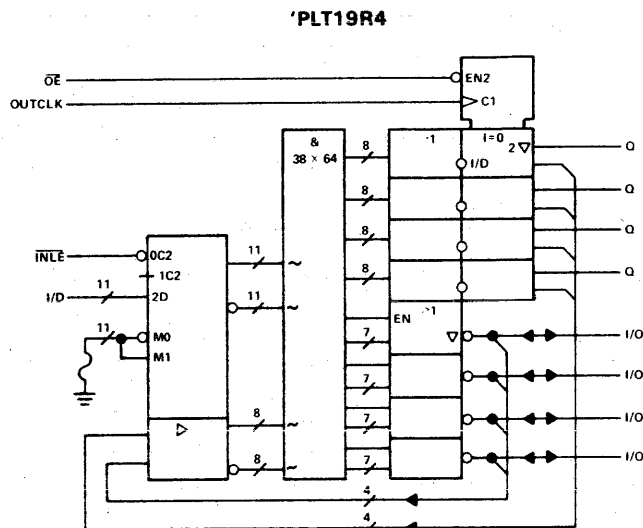 'PLT19R4
OE
OUTCLK
EN2
C1
&
38 × 64
8
8
8
8
'1
I=0
2 ▽
I/D
Q
Q
Q
Q
INLE
0C2
1C2
I/D
11
2D
11
M0
M1
11
~
11
~
EN
'1
▽
7
7
7
7
I/O
I/O
I/O
I/O
▷
8
~
8
~
4
4